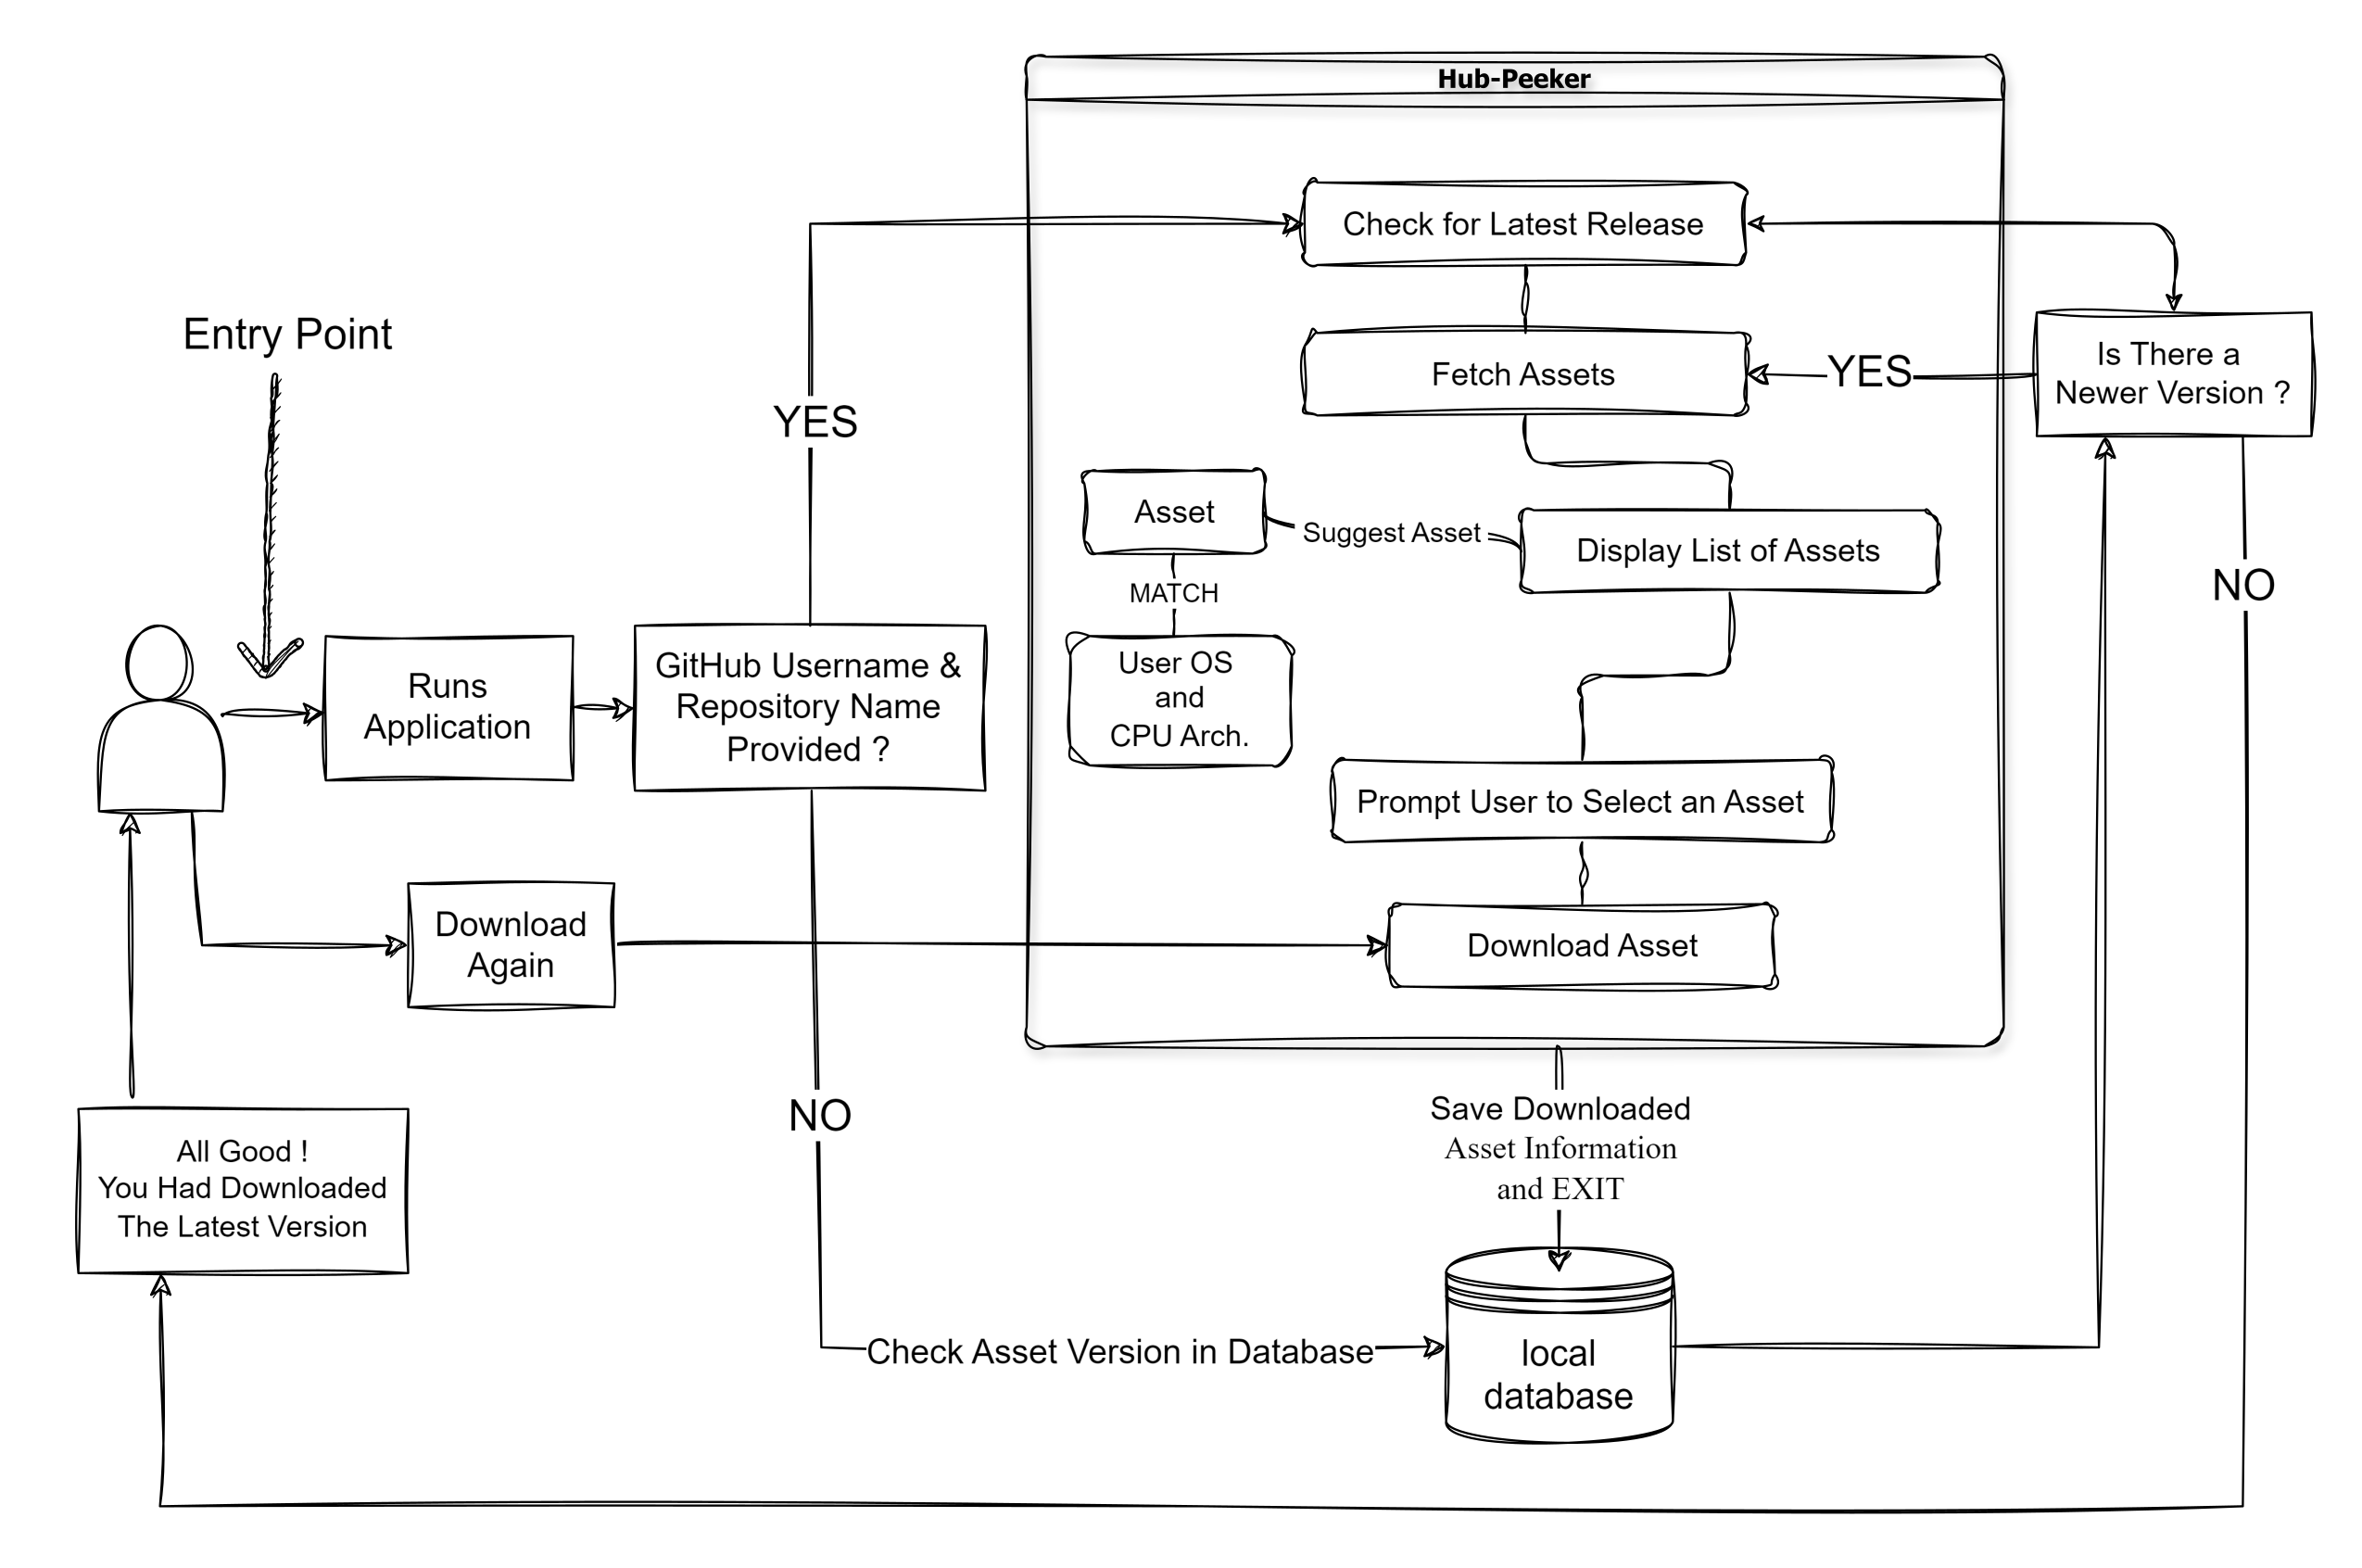 Hub-Peeker
Check for Latest Release
Entry Point
Fetch Assets
YES
Is There a
Newer Version ?
YES
Asset
Suggest Asset
Display List of Assets
MATCH
NO
User OS
and
CPU Arch.
Runs
Application
GitHub Username &
Repository Name
Provided ?
Prompt User to Select an Asset
Download
Again
Download Asset
NO
Save Downloaded
Asset Information
and EXIT
All Good !
You Had Downloaded
The Latest Version
Check Asset Version in Database
local
database